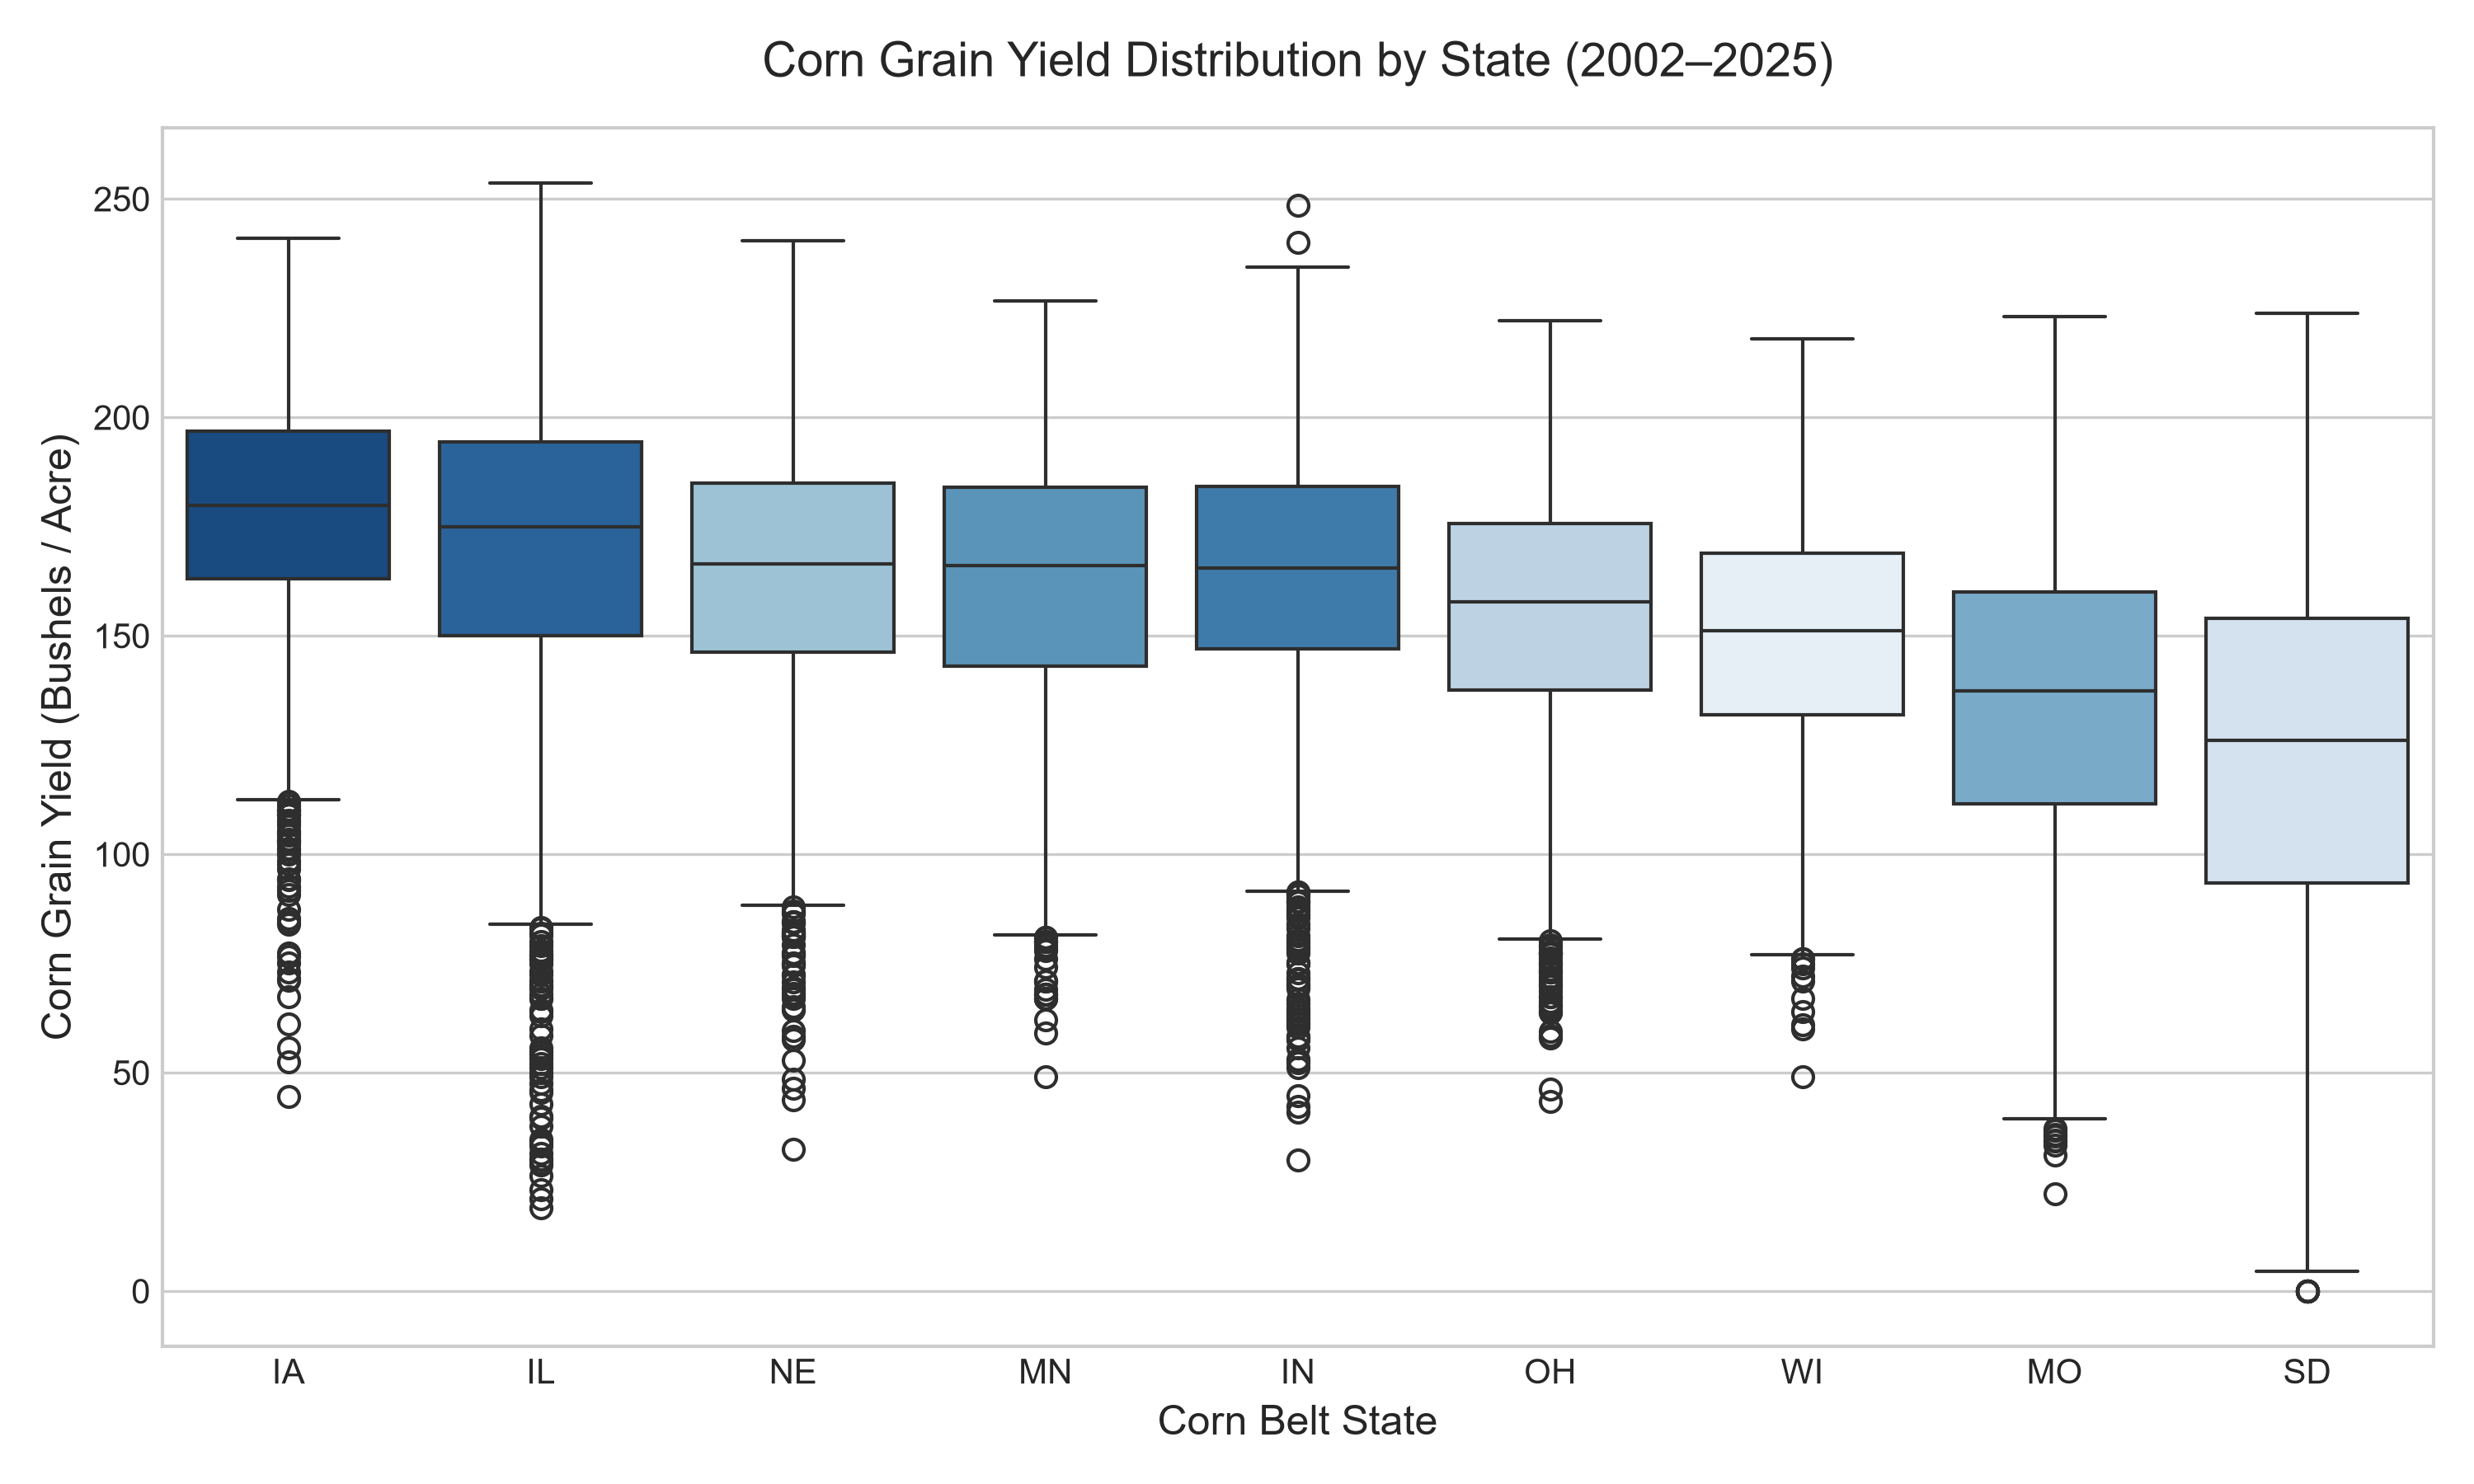 Corn Grain Yield Distribution by State (2002–2025)
Corn Grain Yield (Bushels / Acre)
250
200
150
100
50
0
IA IL NE MN IN OH WI MO SD
Corn Belt State